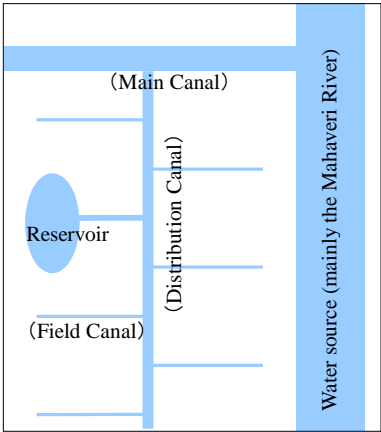 （Main Canal）
Reservoir
（Distribution Canal）
（Field Canal）
Water source (mainly the Mahaveri River)